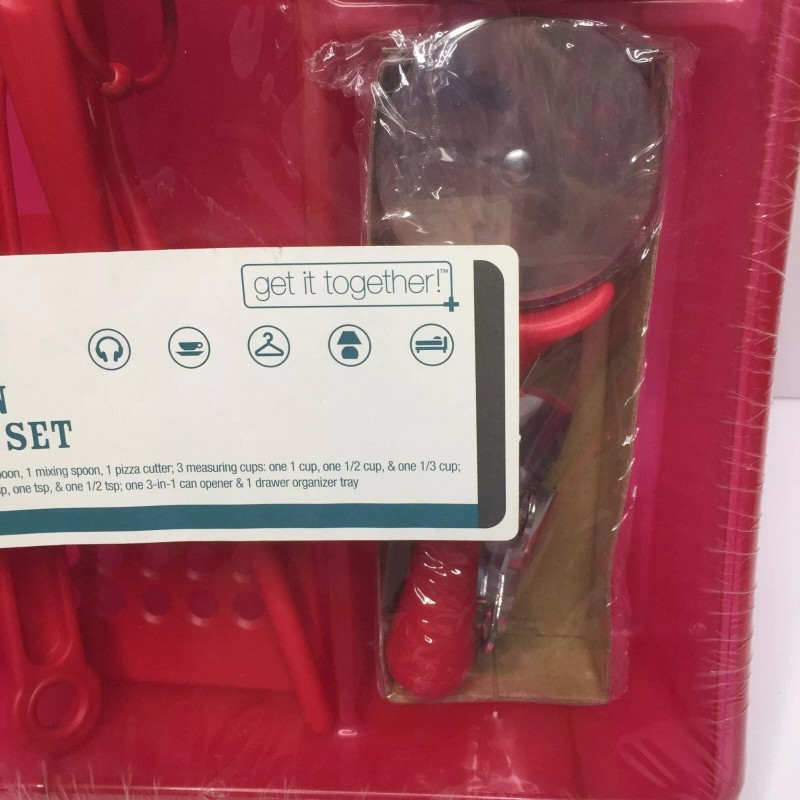 get it together!™
SET
1 mixing spoon, 1 pizza cutter; 3 measuring cups: one 1 cup, one 1/2 cup, & one 1/3 cup;
one tsp, & one 1/2 tsp; one 3-in-1 can opener & 1 drawer organizer tray